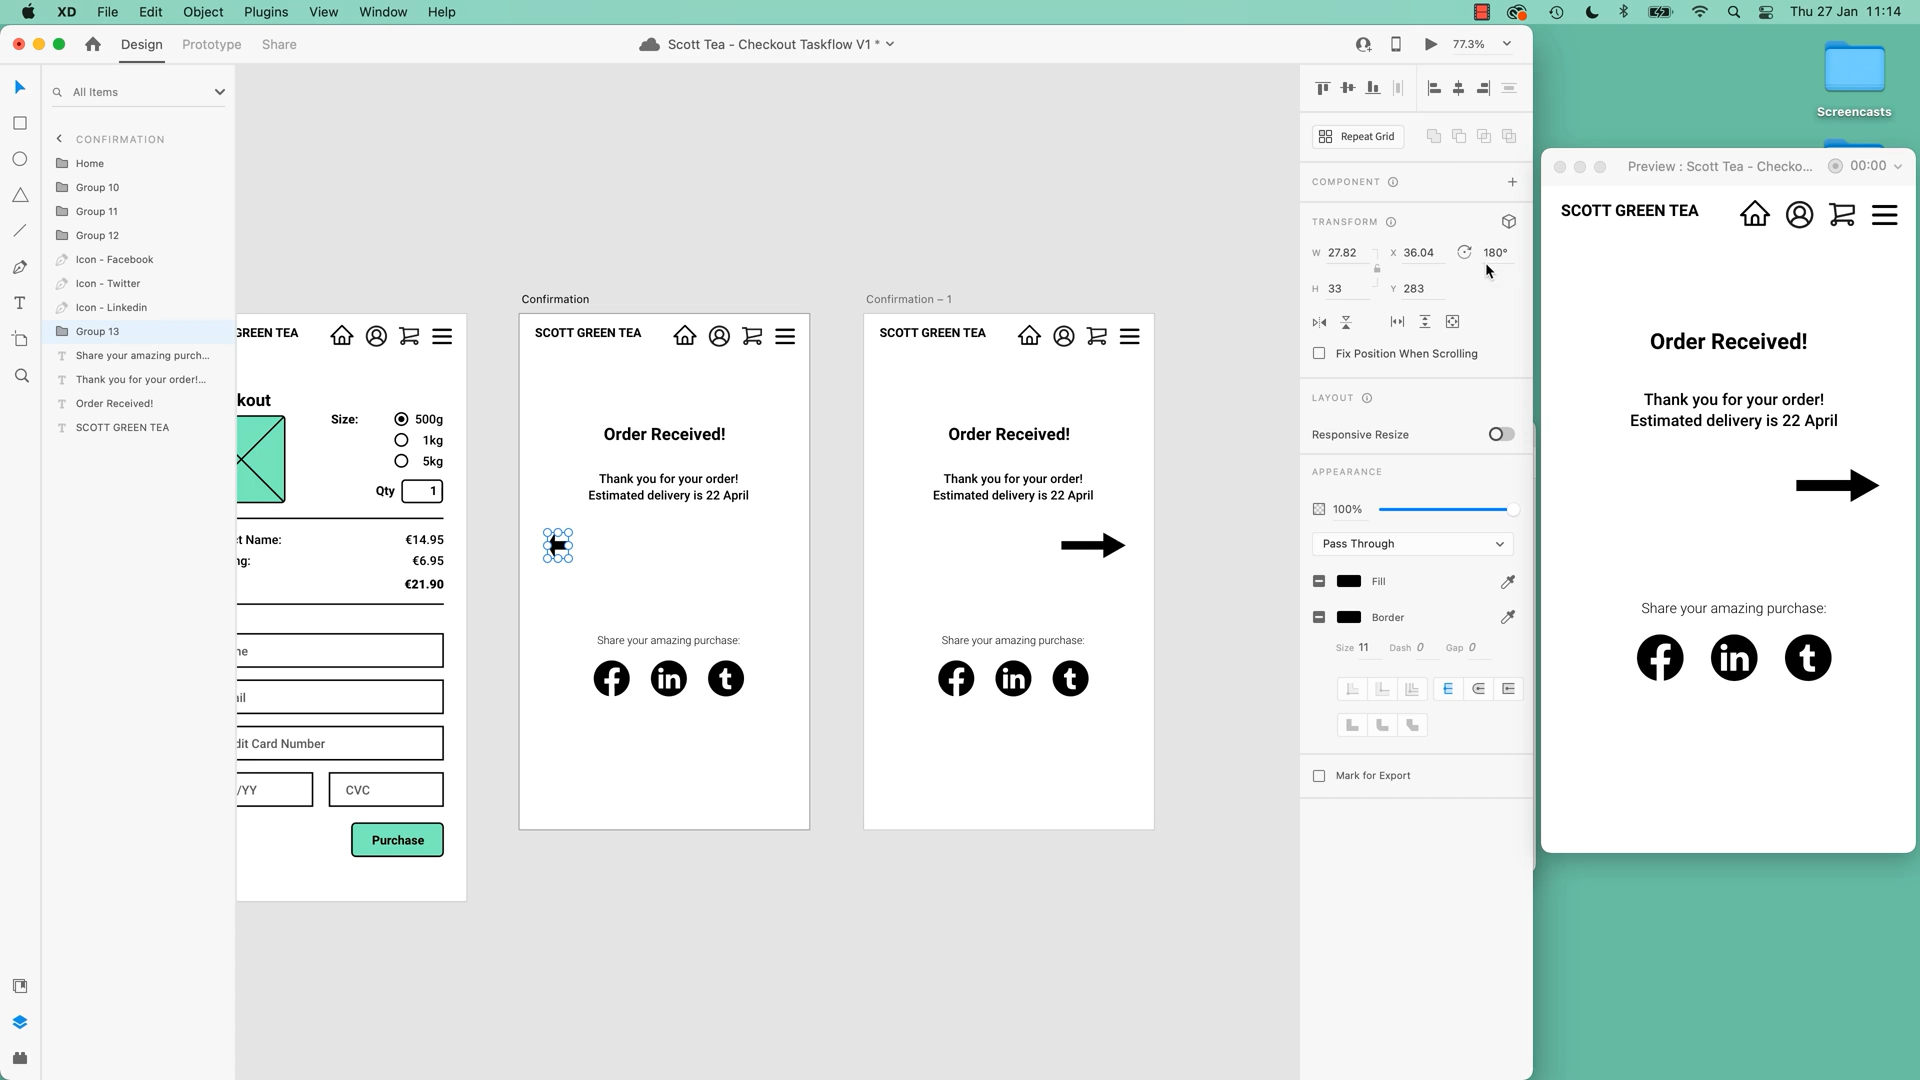 XD File Edit Object Plugins View Window Help
Thu 27 Jan 11:14
Design Prototype Share
Scott Tea - Checkout Taskflow V1 *
77.3%
All Items
CONFIRMATION
Home
Group 10
Group 11
Group 12
Icon - Facebook
Icon - Twitter
Icon - Linkedin
Group 13
Share your amazing purch...
Thank you for your order!...
Order Received!
SCOTT GREEN TEA
GREEN TEA
kout
Size:
500g
1kg
5kg
Qty
1
t Name:
€14.95
ng:
€6.95
€21.90
ne
ail
dit Card Number
/YY
CVC
Purchase
Confirmation
SCOTT GREEN TEA
Order Received!
Thank you for your order!
Estimated delivery is 22 April
Share your amazing purchase:
Confirmation – 1
SCOTT GREEN TEA
Order Received!
Thank you for your order!
Estimated delivery is 22 April
Share your amazing purchase:
Repeat Grid
COMPONENT
TRANSFORM
W 27.82 X 36.04 180°
H 33 Y 283
Fix Position When Scrolling
LAYOUT
Responsive Resize
APPEARANCE
100%
Pass Through
Fill
Border
Size 11 Dash 0 Gap 0
Mark for Export
Screencasts
Preview : Scott Tea - Checko...
00:00
SCOTT GREEN TEA
Order Received!
Thank you for your order!
Estimated delivery is 22 April
Share your amazing purchase: